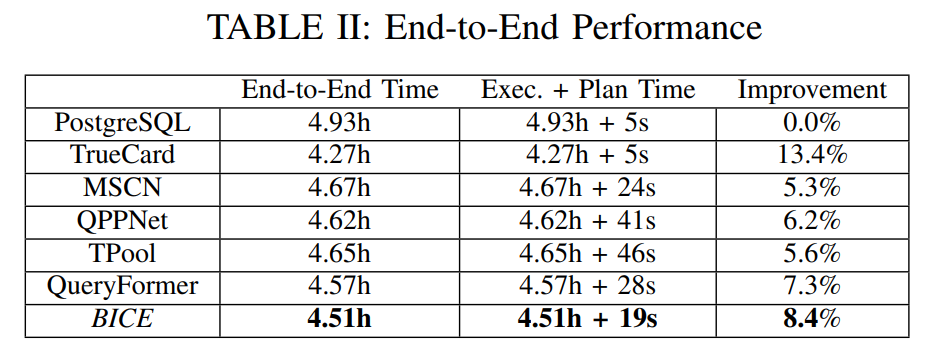 TABLE II: End-to-End Performance
End-to-End Time Exec. + Plan Time Improvement
PostgreSQL 4.93h 4.93h + 5s 0.0%
TrueCard 4.27h 4.27h + 5s 13.4%
MSCN 4.67h 4.67h + 24s 5.3%
QPPNet 4.62h 4.62h + 41s 6.2%
TPool 4.65h 4.65h + 46s 5.6%
QueryFormer 4.57h 4.57h + 28s 7.3%
BICE 4.51h 4.51h + 19s 8.4%